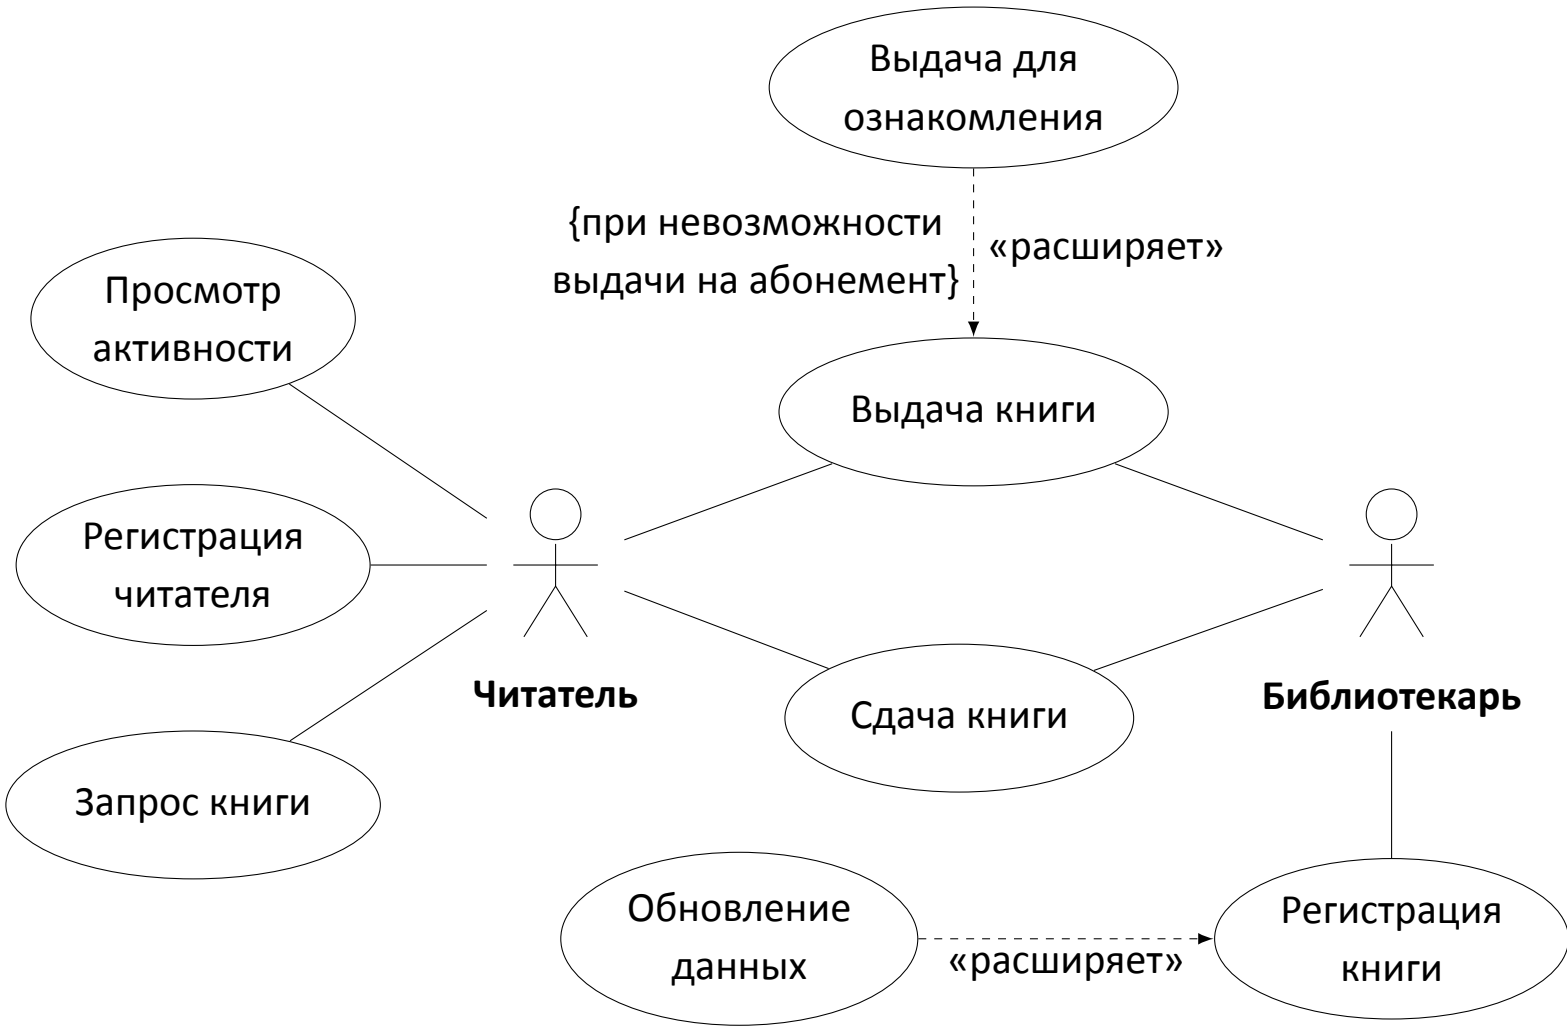 Выдача для
ознакомления
{при невозможности
выдачи на абонемент}
«расширяет»
Просмотр
активности
Выдача книги
Регистрация
читателя
Читатель
Библиотекарь
Сдача книги
Запрос книги
Обновление
данных
«расширяет»
Регистрация
книги